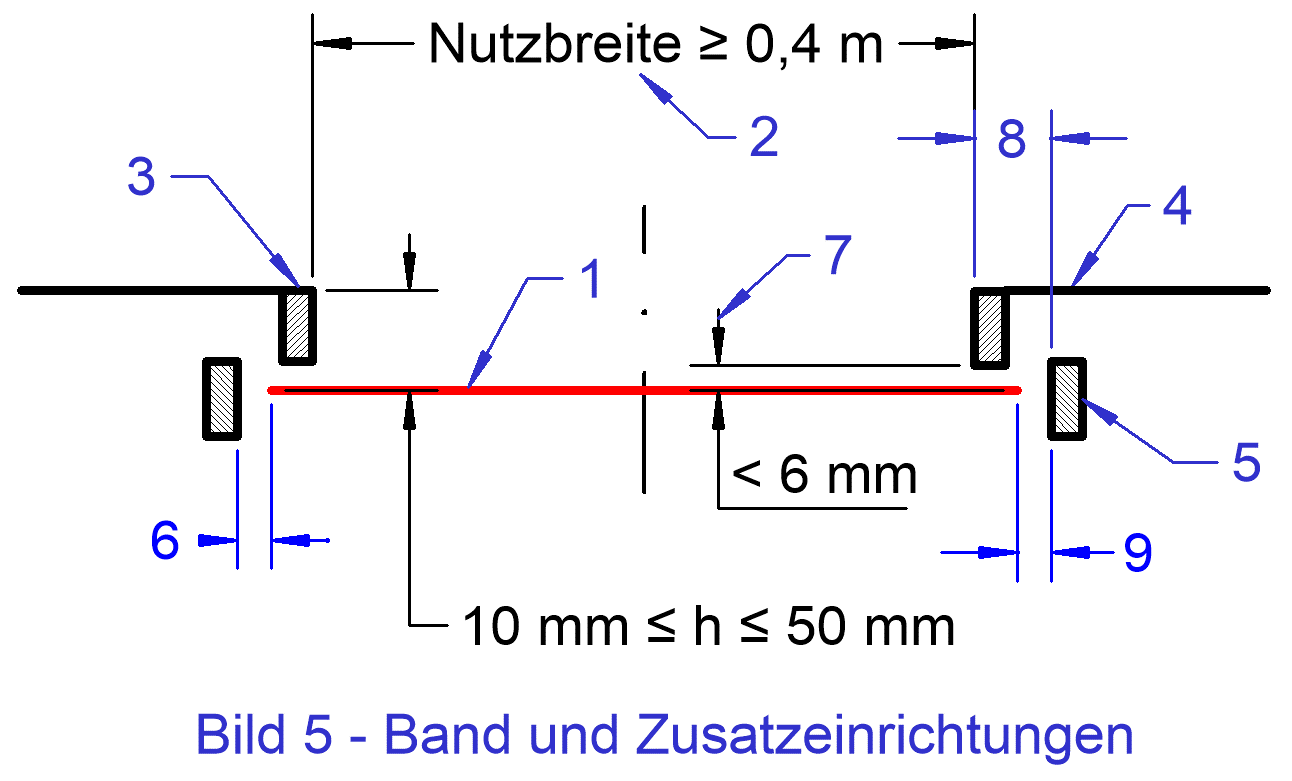 Nutzbreite ≥ 0,4 m
2
8
3
4
7
1
5
< 6 mm
6
9
10 mm ≤ h ≤ 50 mm
Bild 5 - Band und Zusatzeinrichtungen